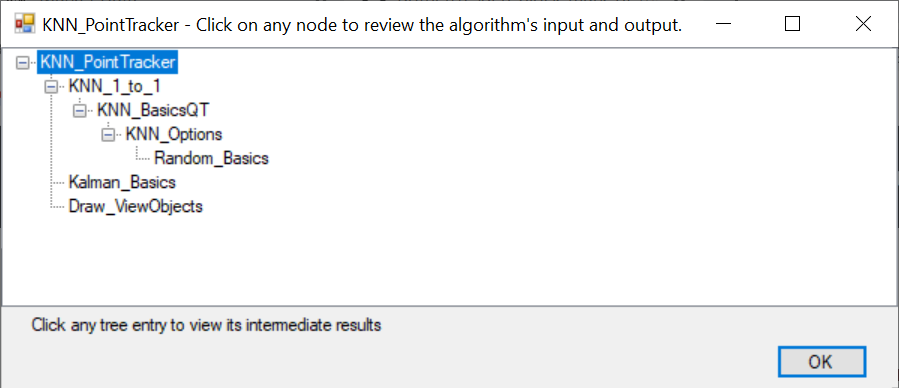 KNN_PointTracker - Click on any node to review the algorithm's input and output.
KNN_PointTracker
KNN_1_to_1
KNN_BasicsQT
KNN_Options
Random_Basics
Kalman_Basics
Draw_ViewObjects
Click any tree entry to view its intermediate results
OK